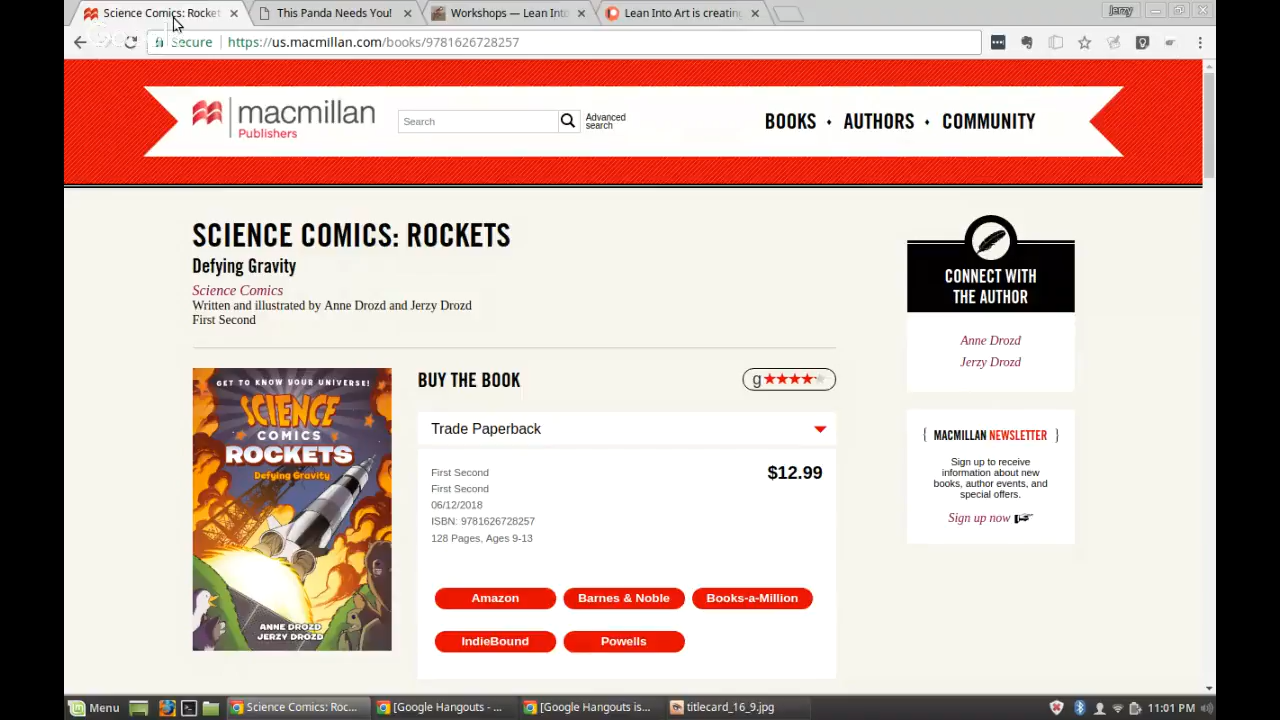 Science Comics: Rocket
This Panda Needs You!
Workshops — Lean Into
Lean Into Art is creating
Jerzy
Secure
https://us.macmillan.com/books/9781626728257
macmillan
Publishers
Search
Advanced
search
BOOKS • AUTHORS • COMMUNITY
SCIENCE COMICS: ROCKETS
Defying Gravity
Science Comics
Written and illustrated by Anne Drozd and Jerzy Drozd
First Second
GET TO KNOW YOUR UNIVERSE!
SCIENCE
COMICS
ROCKETS
Defying Gravity
ANNE DROZD
JERZY DROZD
BUY THE BOOK
g
Trade Paperback
First Second
$12.99
First Second
06/12/2018
ISBN: 9781626728257
128 Pages, Ages 9-13
Amazon
Barnes & Noble
Books-a-Million
IndieBound
Powells
CONNECT WITH
THE AUTHOR
Anne Drozd
Jerzy Drozd
{ MACMILLAN NEWSLETTER }
Sign up to receive
information about new
books, author events, and
special offers.
Sign up now
Menu
Science Comics: Roc...
[Google Hangouts - ...
[Google Hangouts is...
titlecard_16_9.jpg
11:01 PM